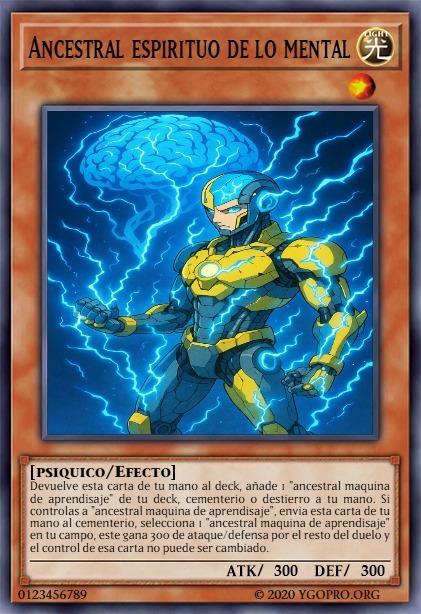 Ancestral espirituo de lo mental
LIGHT
光
[psiquico/Efecto]
Devuelve esta carta de tu mano al deck, añade 1 "ancestral maquina
de aprendisaje" de tu deck, cementerio o destierro a tu mano. Si
controlas a "ancestral maquina de aprendisaje", envia esta carta de tu
mano al cementerio, selecciona 1 "ancestral maquina de aprendisaje"
en tu campo, este gana 300 de ataque/defensa por el resto del duelo y
el control de esa carta no puede ser cambiado.
ATK/ 300 DEF/ 300
0123456789 © 2020 YGOPRO.ORG